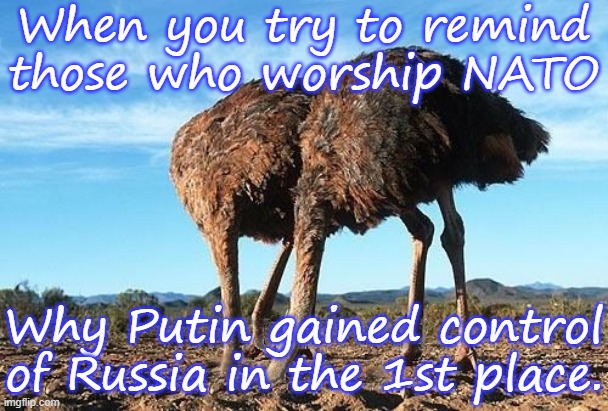 When you try to remind
those who worship NATO
Why Putin gained control
of Russia in the 1st place.
imgflip.com